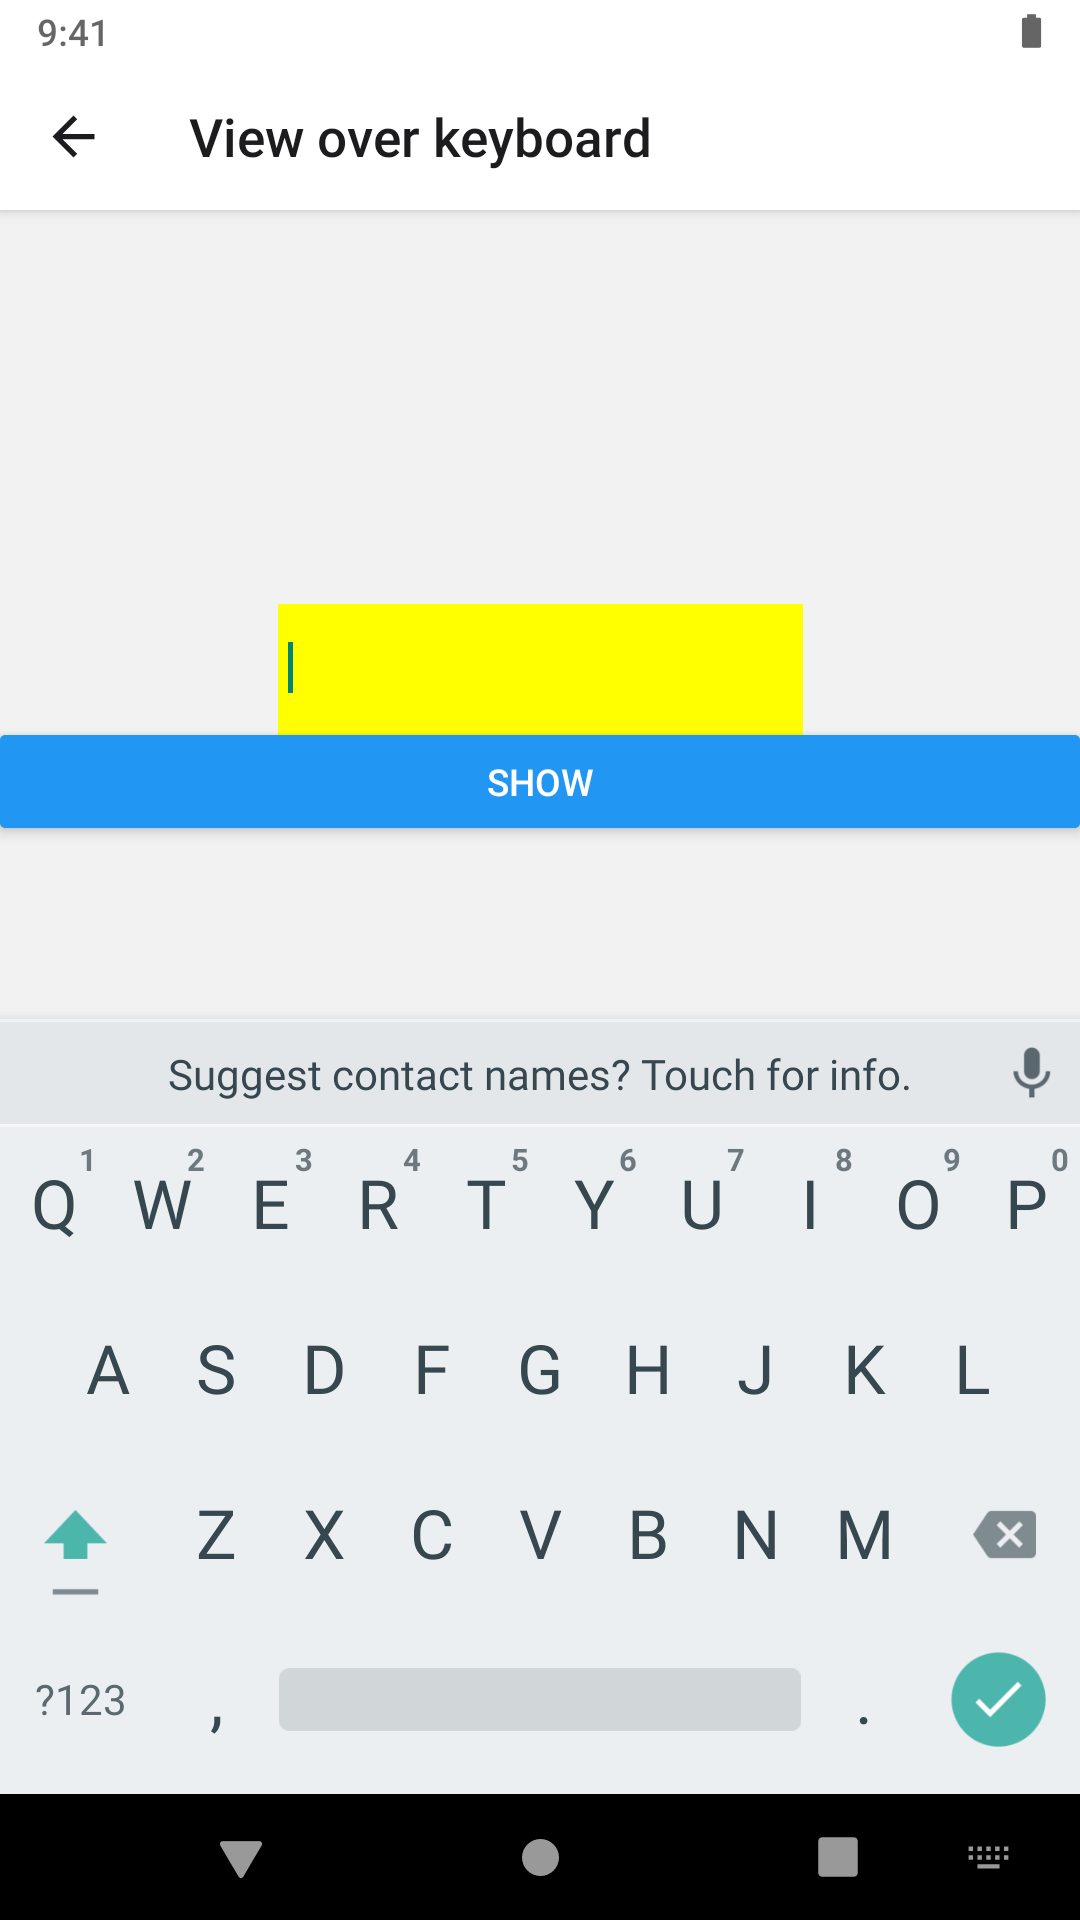 9:41
View over keyboard
SHOW
Suggest contact names? Touch for info.
1 2 3 4 5 6 7 8 9 0
Q W E R T Y U I O P
A S D F G H J K L
Z X C V B N M
?123 , .